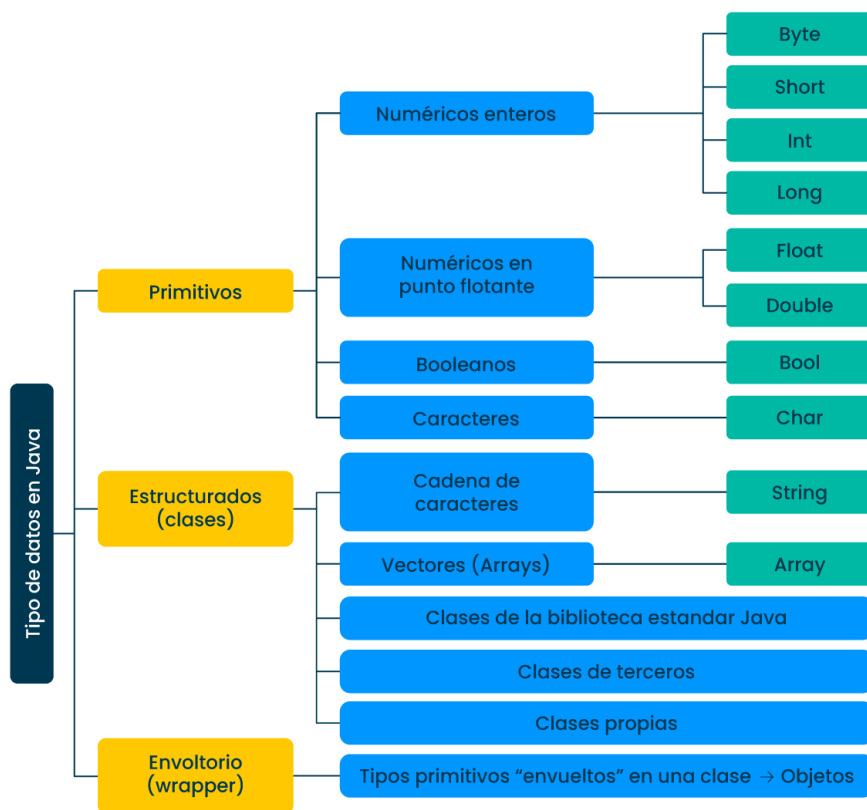 Tipo de datos en Java
Primitivos
Numéricos enteros
Byte
Short
Int
Long
Numéricos en
punto flotante
Float
Double
Booleanos
Bool
Caracteres
Char
Estructurados
(clases)
Cadena de
caracteres
String
Vectores (Arrays)
Array
Clases de la biblioteca estandar Java
Clases de terceros
Clases propias
Envoltorio
(wrapper)
Tipos primitivos “envueltos” en una clase → Objetos